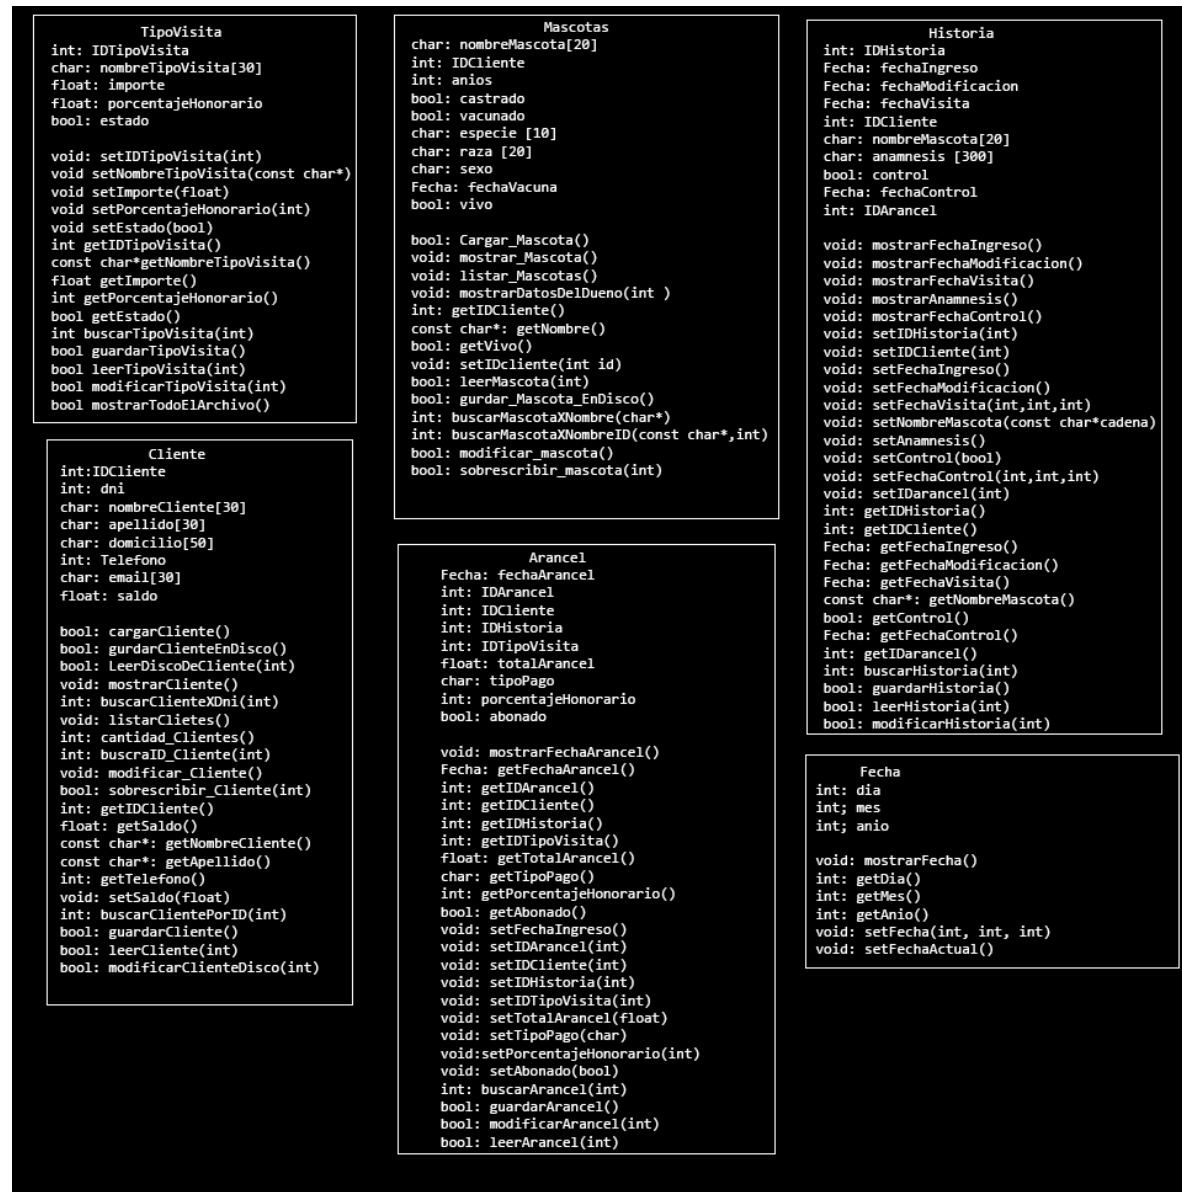 TipoVisita
int: IDTipoVisita
char: nombreTipoVisita[30]
float: importe
float: porcentajeHonorario
bool: estado
void: setIDTipoVisita(int)
void setNombreTipoVisita(const char*)
void setImporte(float)
void setPorcentajeHonorario(int)
void setEstado(bool)
int getIDTipoVisita()
const char*getNombreTipoVisita()
float getImporte()
int getPorcentajeHonorario()
bool getEstado()
int buscarTipoVisita(int)
bool guardarTipoVisita()
bool leerTipoVisita(int)
bool modificarTipoVisita(int)
bool mostrarTodoElArchivo()
Cliente
int:IDCliente
int: dni
char: nombreCliente[30]
char: apellido[30]
char: domicilio[50]
int: Telefono
char: email[30]
float: saldo
bool: cargarCliente()
bool: gurdarClienteEnDisco()
bool: LeerDiscoDeCliente(int)
void: mostrarCliente()
int: buscarClienteXDni(int)
void: listarClietes()
int: cantidad_Clientes()
int: buscraID_Cliente(int)
void: modificar_Cliente()
bool: sobrescribir_Cliente(int)
int: getIDCliente()
float: getSaldo()
const char*: getNombreCliente()
const char*: getApellido()
int: getTelefono()
void: setSaldo(float)
int: buscarClientePorID(int)
bool: guardarCliente()
bool: leerCliente(int)
bool: modificarClienteDisco(int)
Mascotas
char: nombreMascota[20]
int: IDCliente
int: anios
bool: castrado
bool: vacunado
char: especie [10]
char: raza [20]
char: sexo
Fecha: fechaVacuna
bool: vivo
bool: Cargar_Mascota()
void: mostrar_Mascota()
void: listar_Mascotas()
void: mostrarDatosDelDueno(int )
int: getIDCliente()
const char*: getNombre()
bool: getVivo()
void: setIDcliente(int id)
bool: leerMascota(int)
bool: gurdar_Mascota_EnDisco()
int: buscarMascotaXNombre(char*)
int: buscarMascotaXNombreID(const char*,int)
bool: modificar_mascota()
bool: sobrescribir_mascota(int)
Arancel
Fecha: fechaArancel
int: IDArancel
int: IDCliente
int: IDHistoria
int: IDTipoVisita
float: totalArancel
char: tipoPago
int: porcentajeHonorario
bool: abonado
void: mostrarFechaArancel()
Fecha: getFechaArancel()
int: getIDArancel()
int: getIDCliente()
int: getIDHistoria()
int: getIDTipoVisita()
float: getTotalArancel()
char: getTipoPago()
int: getPorcentajeHonorario()
bool: getAbonado()
void: setFechaIngreso()
void: setIDArancel(int)
void: setIDCliente(int)
void: setIDHistoria(int)
void: setIDTipoVisita(int)
void: setTotalArancel(float)
void: setTipoPago(char)
void:setPorcentajeHonorario(int)
void: setAbonado(bool)
int: buscarArancel(int)
bool: guardarArancel()
bool: modificarArancel(int)
bool: leerArancel(int)
Historia
int: IDHistoria
Fecha: fechaIngreso
Fecha: fechaModificacion
Fecha: fechaVisita
int: IDCliente
char: nombreMascota[20]
char: anamnesis [300]
bool: control
Fecha: fechaControl
int: IDArancel
void: mostrarFechaIngreso()
void: mostrarFechaModificacion()
void: mostrarFechaVisita()
void: mostrarAnamnesis()
void: mostrarFechaControl()
void: setIDHistoria(int)
void: setIDCliente(int)
void: setFechaIngreso()
void: setFechaModificacion()
void: setFechaVisita(int,int,int)
void: setNombreMascota(const char*cadena)
void: setAnamnesis()
void: setControl(bool)
void: setFechaControl(int,int,int)
void: setIDarancel(int)
int: getIDHistoria()
int: getIDCliente()
Fecha: getFechaIngreso()
Fecha: getFechaModificacion()
Fecha: getFechaVisita()
const char*: getNombreMascota()
bool: getControl()
Fecha: getFechaControl()
int: getIDarancel()
int: buscarHistoria(int)
bool: guardarHistoria()
bool: leerHistoria(int)
bool: modificarHistoria(int)
Fecha
int: dia
int; mes
int; anio
void: mostrarFecha()
int: getDia()
int: getMes()
int: getAnio()
void: setFecha(int, int, int)
void: setFechaActual()